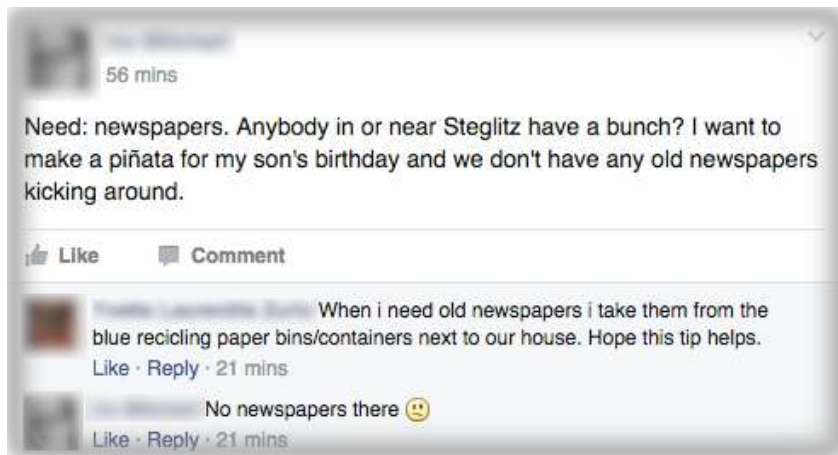 56 mins
Need: newspapers. Anybody in or near Steglitz have a bunch? I want to
make a piñata for my son's birthday and we don't have any old newspapers
kicking around.
Like Comment
When i need old newspapers i take them from the
blue recicling paper bins/containers next to our house. Hope this tip helps.
Like · Reply · 21 mins
No newspapers there
Like · Reply · 21 mins